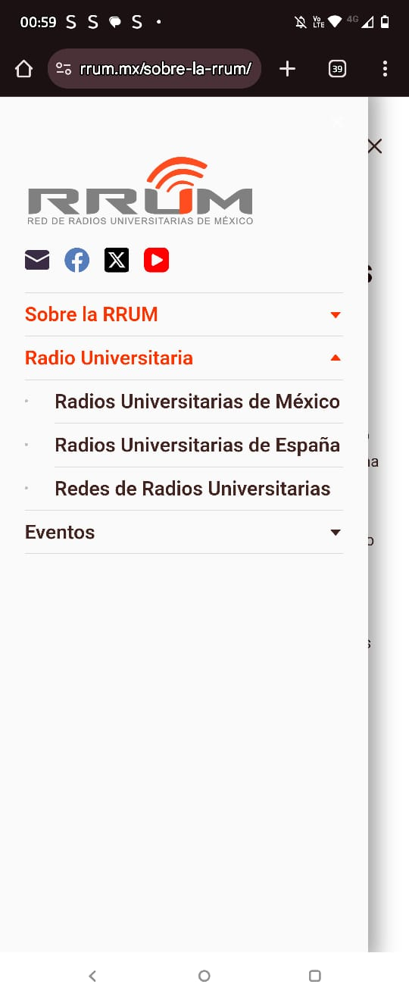 00:59 S S S
Vo LTE 4G
rrum.mx/sobre-la-rrum/
39
RRUM
RED DE RADIOS UNIVERSITARIAS DE MÉXICO
Sobre la RRUM
Radio Universitaria
Radios Universitarias de México
Radios Universitarias de España
Redes de Radios Universitarias
Eventos